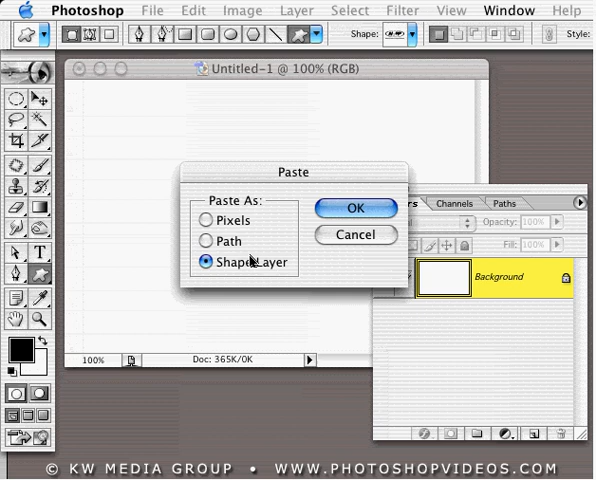 Photoshop File Edit Image Layer Select Filter View Window Help
Shape: Style:
Untitled-1 @ 100% (RGB)
Paste
Paste As:
Pixels
Path
Shape Layer
OK
Cancel
Channels Paths
Opacity: 100%
Fill: 100%
Background
T
100% Doc: 365K/0K
© KW MEDIA GROUP • WWW.PHOTOSHOPVIDEOS.COM